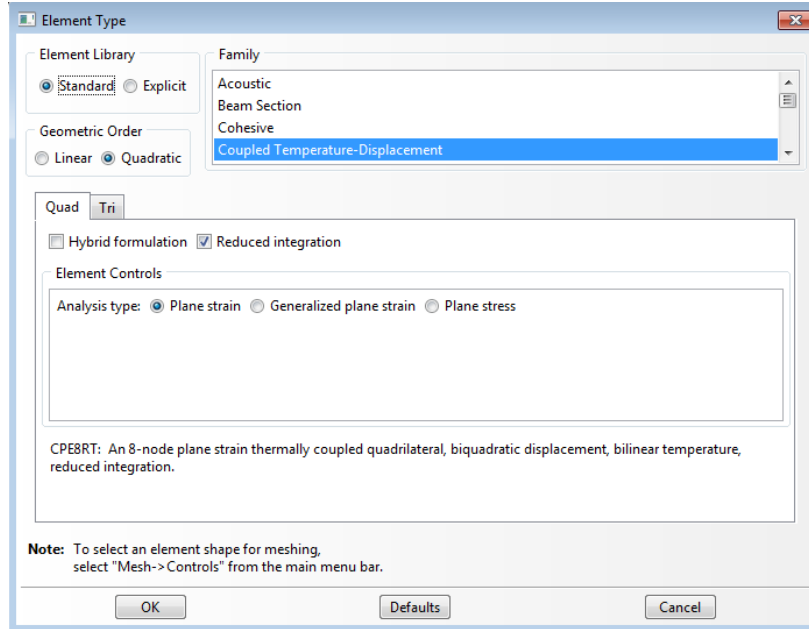 Element Type
Element Library
Standard Explicit
Geometric Order
Linear Quadratic
Family
Acoustic
Beam Section
Cohesive
Coupled Temperature-Displacement
Quad Tri
Hybrid formulation Reduced integration
Element Controls
Analysis type: Plane strain Generalized plane strain Plane stress
CPE8RT: An 8-node plane strain thermally coupled quadrilateral, biquadratic displacement, bilinear temperature,
reduced integration.
Note: To select an element shape for meshing,
select "Mesh->Controls" from the main menu bar.
OK Defaults Cancel